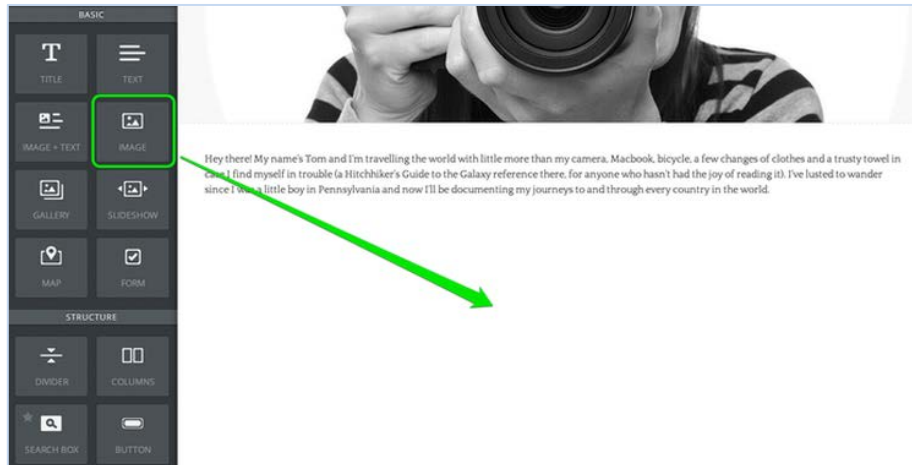 BASIC
TITLE
TEXT
IMAGE + TEXT
IMAGE
GALLERY
SLIDESHOW
MAP
FORM
STRUCTURE
DIVIDER
COLUMNS
SEARCH BOX
BUTTON
Hey there! My name's Tom and I'm travelling the world with little more than my camera, Macbook, bicycle, a few changes of clothes and a trusty towel in
case I find myself in trouble (a Hitchhiker's Guide to the Galaxy reference there, for anyone who hasn't had the joy of reading it). I've lusted to wander
since I was a little boy in Pennsylvania and now I'll be documenting my journeys to and through every country in the world.